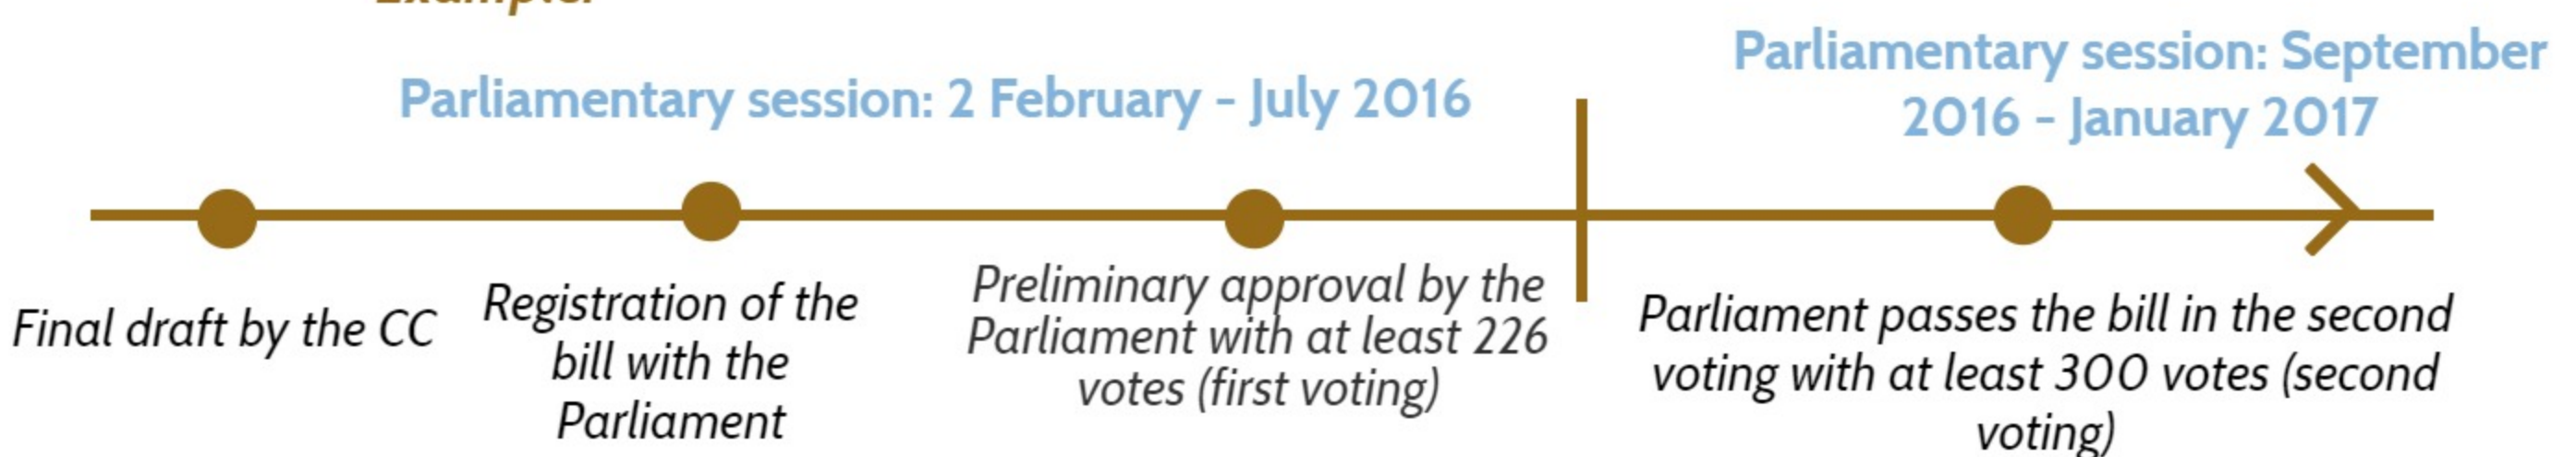 Example:
Parliamentary session: 2 February - July 2016
Parliamentary session: September
2016 - January 2017
Final draft by the CC
Registration of the
bill with the
Parliament
Preliminary approval by the
Parliament with at least 226
votes (first voting)
Parliament passes the bill in the second
voting with at least 300 votes (second
voting)